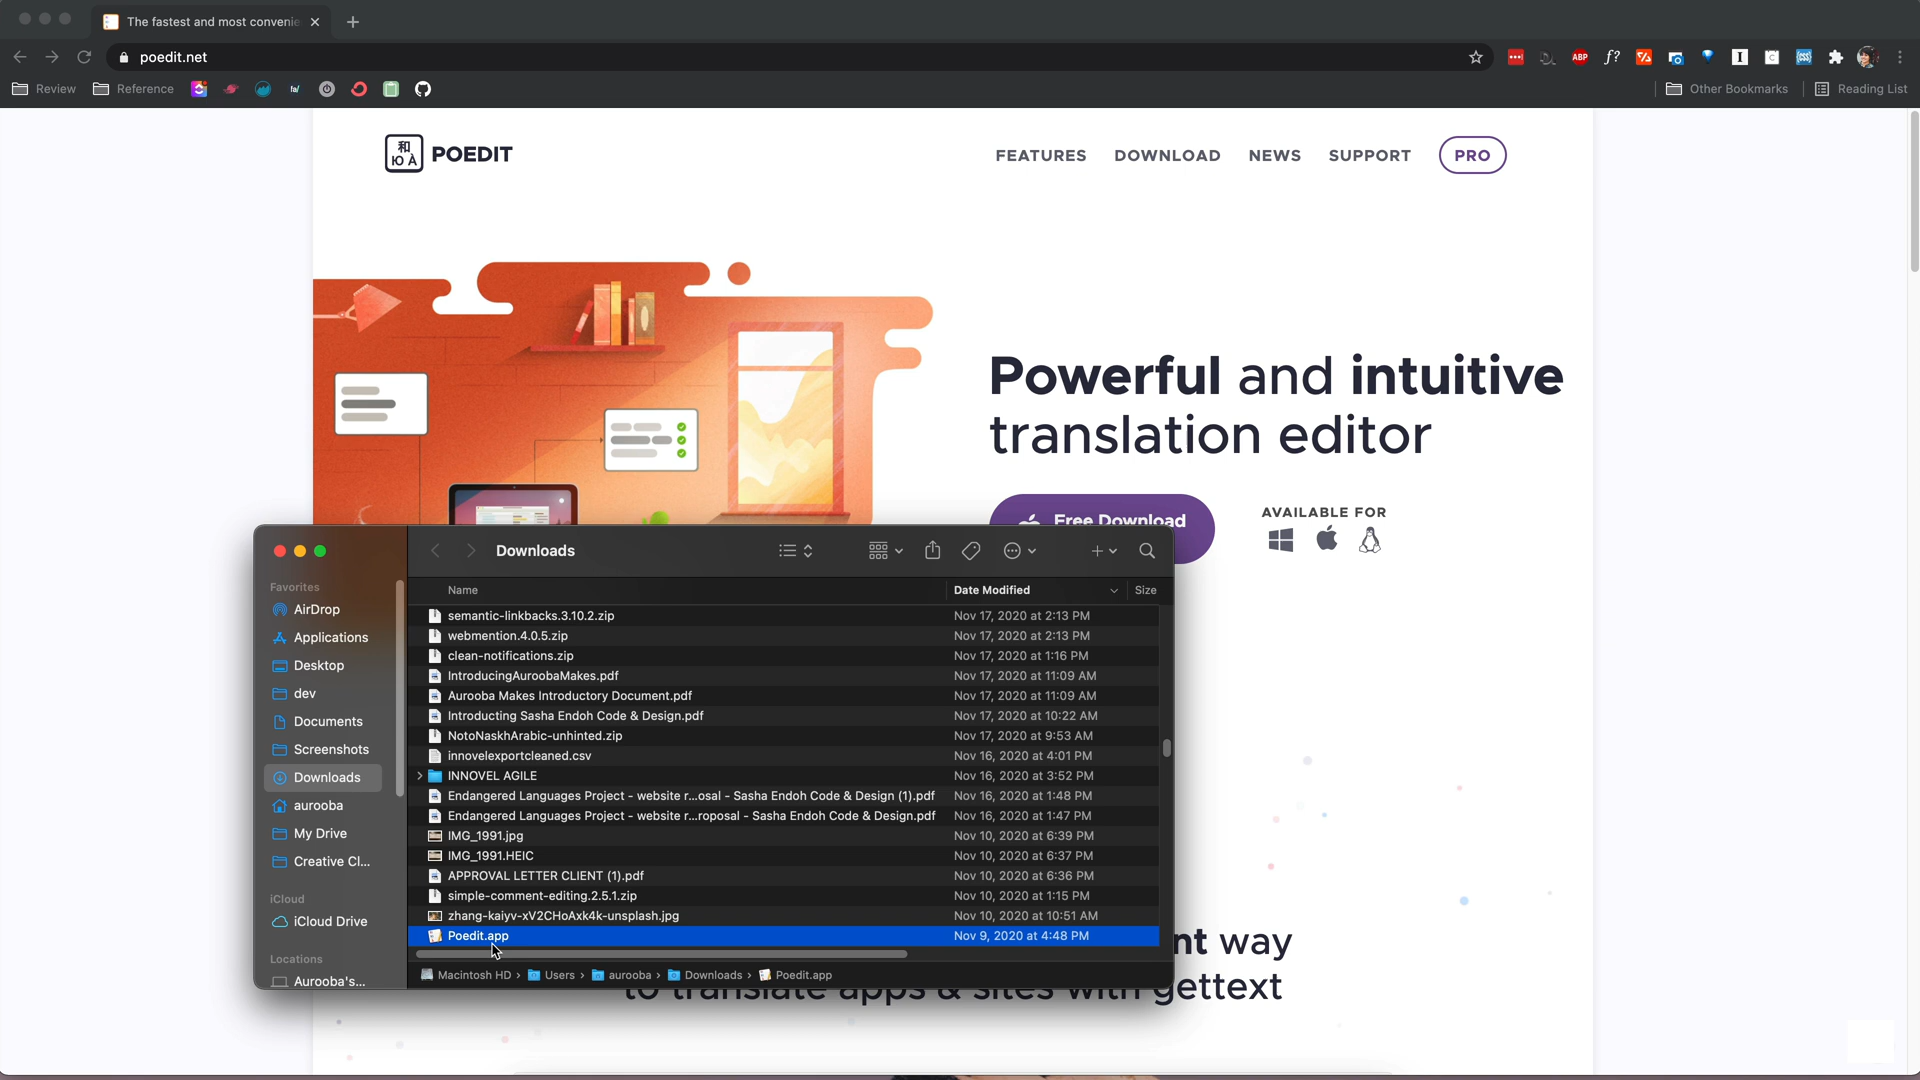 The fastest and most convenie
poedit.net
ABP
f?
Review
Reference
Other Bookmarks
Reading List
和
Ю À
POEDIT
FEATURES
DOWNLOAD
NEWS
SUPPORT
PRO
Powerful and intuitive
translation editor
Free Download
AVAILABLE FOR
Downloads
Favorites
AirDrop
Applications
Desktop
dev
Documents
Screenshots
Downloads
aurooba
My Drive
Creative Cl...
iCloud
iCloud Drive
Locations
Aurooba's...
Name
Date Modified
Size
semantic-linkbacks.3.10.2.zip Nov 17, 2020 at 2:13 PM
webmention.4.0.5.zip Nov 17, 2020 at 2:13 PM
clean-notifications.zip Nov 17, 2020 at 1:16 PM
IntroducingAuroobaMakes.pdf Nov 17, 2020 at 11:09 AM
Aurooba Makes Introductory Document.pdf Nov 17, 2020 at 11:09 AM
Introducting Sasha Endoh Code & Design.pdf Nov 17, 2020 at 10:22 AM
NotoNaskhArabic-unhinted.zip Nov 17, 2020 at 9:53 AM
innovelexportcleaned.csv Nov 16, 2020 at 4:01 PM
INNOVEL AGILE Nov 16, 2020 at 3:52 PM
Endangered Languages Project - website r...osal - Sasha Endoh Code & Design (1).pdf Nov 16, 2020 at 1:48 PM
Endangered Languages Project - website r...roposal - Sasha Endoh Code & Design.pdf Nov 16, 2020 at 1:47 PM
IMG_1991.jpg Nov 10, 2020 at 6:39 PM
IMG_1991.HEIC Nov 10, 2020 at 6:37 PM
APPROVAL LETTER CLIENT (1).pdf Nov 10, 2020 at 6:36 PM
simple-comment-editing.2.5.1.zip Nov 10, 2020 at 1:15 PM
zhang-kaiyv-xV2CHoAxk4k-unsplash.jpg Nov 10, 2020 at 10:51 AM
Poedit.app Nov 9, 2020 at 4:48 PM
Macintosh HD › Users › aurooba › Downloads › Poedit.app
nt way
to translate apps & sites with gettext